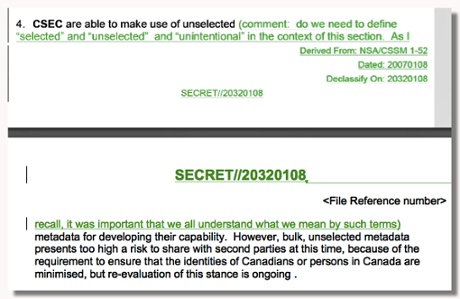 4. CSEC are able to make use of unselected (comment: do we need to define
"selected" and "unselected" and "unintentional" in the context of this section. As I
Derived From: NSA/CSSM 1-52
Dated: 20070108
Declassify On: 20320108
SECRET//20320108
SECRET//20320108
<File Reference number>
recall, it was important that we all understand what we mean by such terms)
metadata for developing their capability. However, bulk, unselected metadata
presents too high a risk to share with second parties at this time, because of the
requirement to ensure that the identities of Canadians or persons in Canada are
minimised, but re-evaluation of this stance is ongoing .